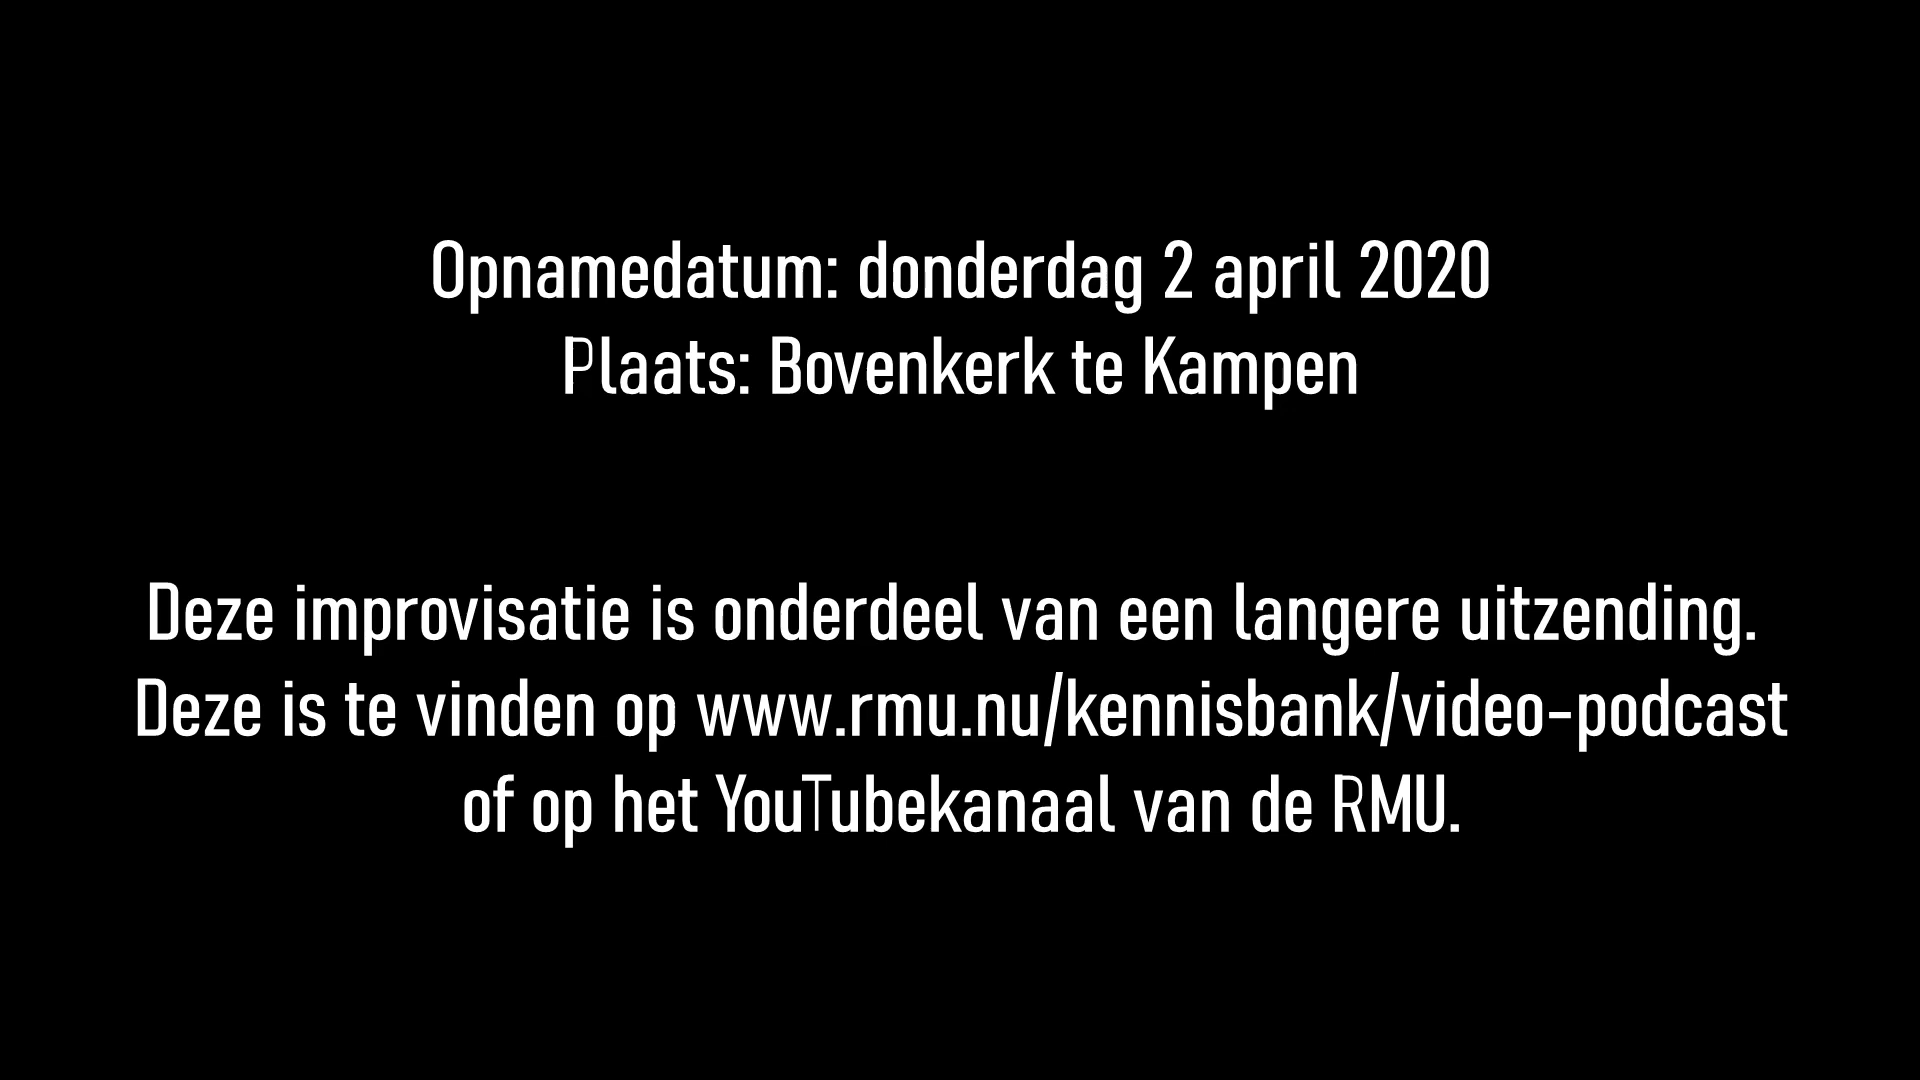 Opnamedatum: donderdag 2 april 2020
Plaats: Bovenkerk te Kampen
Deze improvisatie is onderdeel van een langere uitzending.
Deze is te vinden op www.rmu.nu/kennisbank/video-podcast
of op het YouTubekanaal van de RMU.